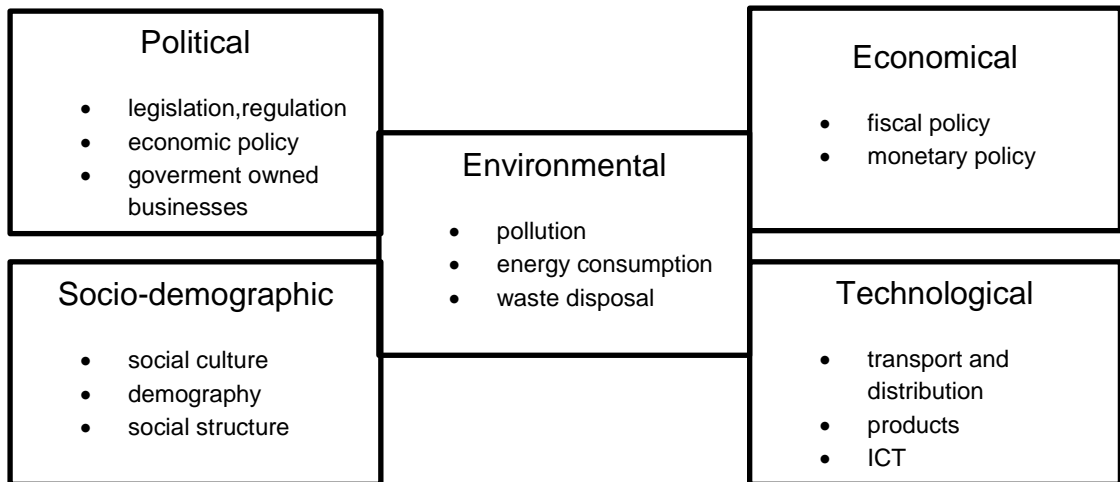 Political
• legislation,regulation
• economic policy
• goverment owned
businesses
Economical
• fiscal policy
• monetary policy
Environmental
• pollution
• energy consumption
• waste disposal
Socio-demographic
• social culture
• demography
• social structure
Technological
• transport and
distribution
• products
• ICT